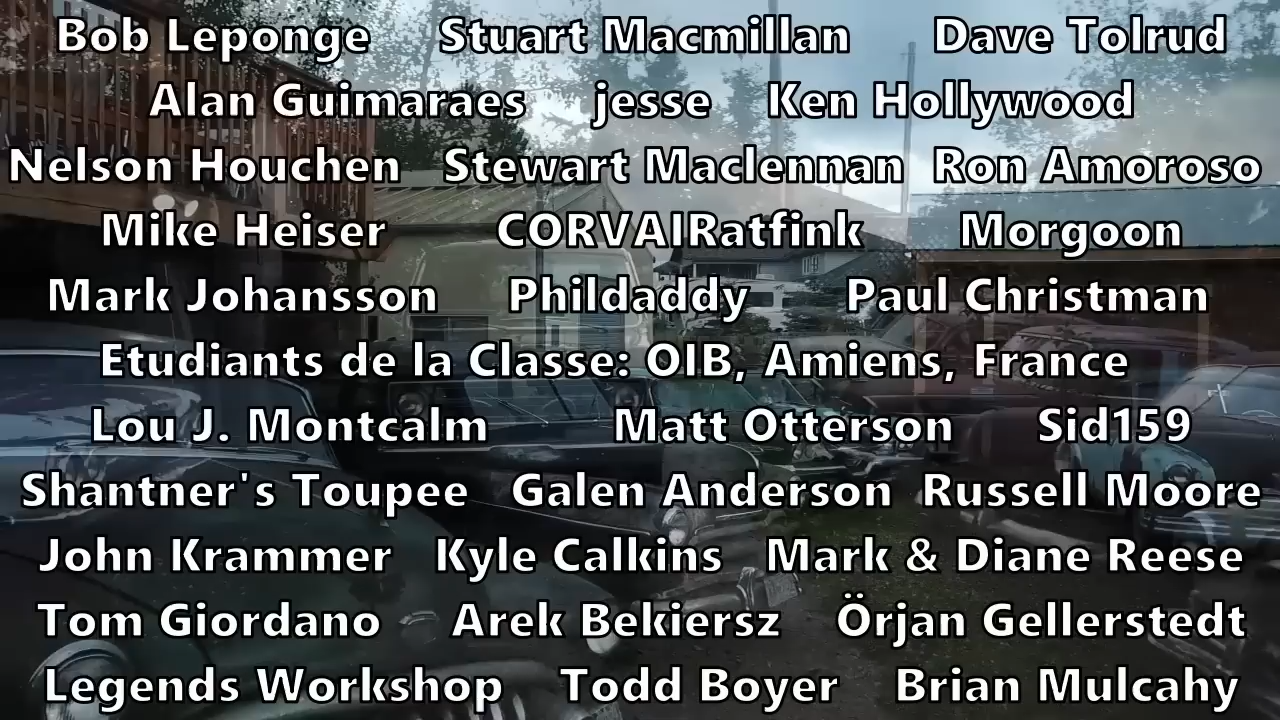 Bob Leponge Stuart Macmillan Dave Tolrud
Alan Guimaraes jesse Ken Hollywood
Nelson Houchen Stewart Maclennan Ron Amoroso
Mike Heiser CORVAIRatfink Morgoon
Mark Johansson Phildaddy Paul Christman
Etudiants de la Classe: OIB, Amiens, France
Lou J. Montcalm Matt Otterson Sid159
Shantner's Toupee Galen Anderson Russell Moore
John Krammer Kyle Calkins Mark & Diane Reese
Tom Giordano Arek Bekiersz Örjan Gellerstedt
Legends Workshop Todd Boyer Brian Mulcahy